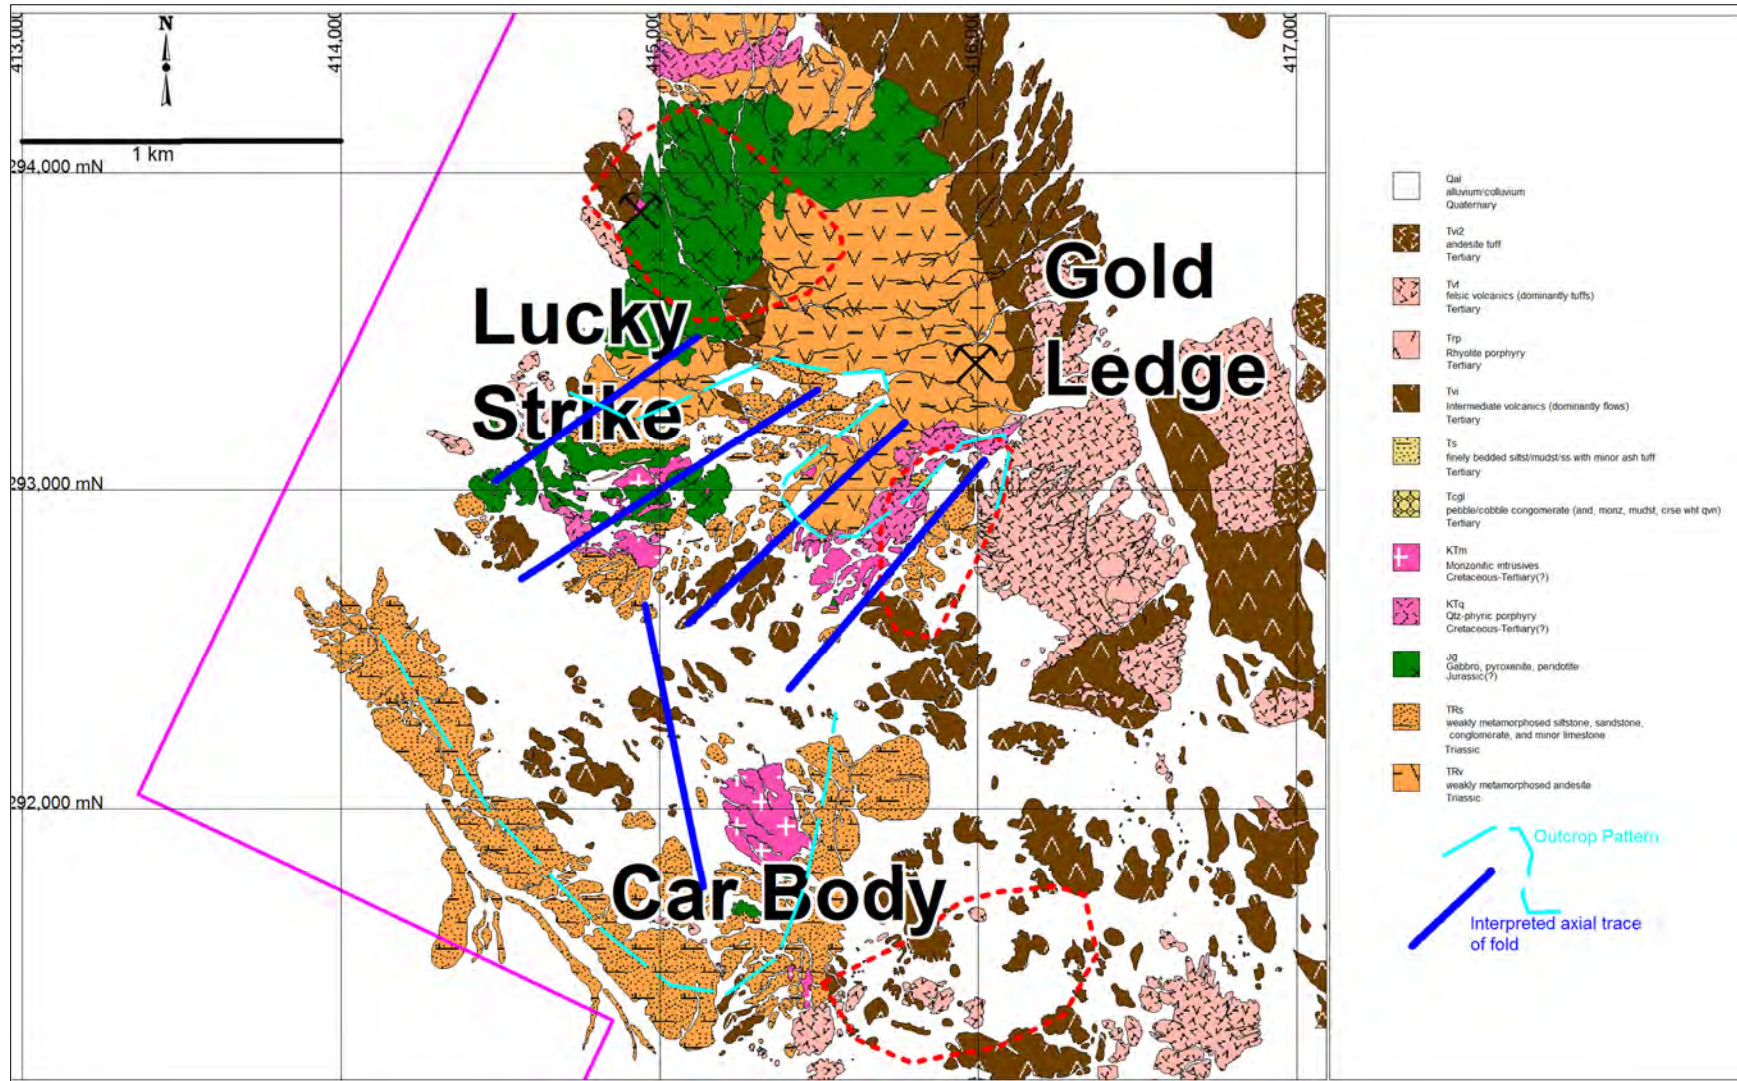 413,000
414,000
415,000
416,000
417,000
N
1 km
294,000 mN
293,000 mN
292,000 mN
Lucky
Strike
Gold
Ledge
Car Body
Qal
alluvium/colluvium
Quaternary
Tvi2
andesite tuff
Tertiary
Tvf
felsic volcanics (dominantly tuffs)
Tertiary
Trp
Rhyolite porphyry
Tertiary
Tvi
Intermediate volcanics (dominantly flows)
Tertiary
Ts
finely bedded siltst/mudst/ss with minor ash tuff
Tertiary
Tcgl
pebble/cobble congomerate (and, monz, mudst, crse wht qvn)
Tertiary
KTm
Monzonitic intrusives
Cretaceous-Tertiary(?)
KTq
Qtz-phyric porphyry
Cretaceous-Tertiary(?)
Jg
Gabbro, pyroxenite, peridotite
Jurassic(?)
TRs
weakly metamorphosed siltstone, sandstone,
conglomerate, and minor limestone
Triassic
TRv
weakly metamorphosed andesite
Triassic
Outcrop Pattern
Interpreted axial trace
of fold